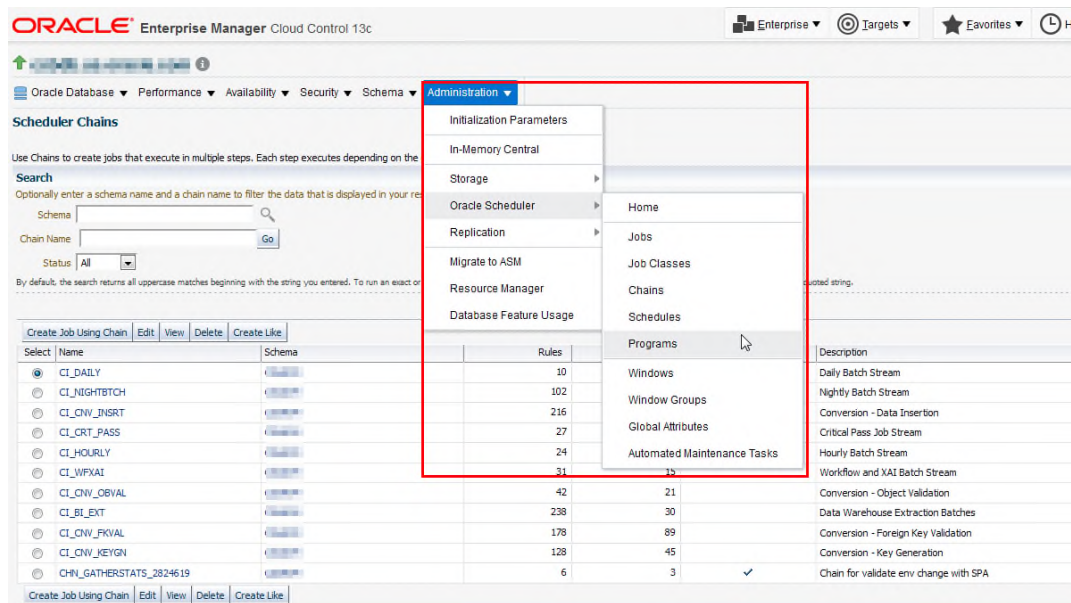 ORACLE Enterprise Manager Cloud Control 13c
Enterprise ▼ Targets ▼ Favorites ▼ H
Oracle Database ▼ Performance ▼ Availability ▼ Security ▼ Schema ▼ Administration ▼
Scheduler Chains
Use Chains to create jobs that execute in multiple steps. Each step executes depending on the
Search
Optionally enter a schema name and a chain name to filter the data that is displayed in your
Schema
Chain Name Go
Status All
By default, the search returns all uppercase matches beginning with the string you entered. To run an exact or
quoted string.
Initialization Parameters
In-Memory Central
Storage
Oracle Scheduler
Replication
Migrate to ASM
Resource Manager
Database Feature Usage
Home
Jobs
Job Classes
Chains
Schedules
Programs
Windows
Window Groups
Global Attributes
Automated Maintenance Tasks
Create Job Using Chain Edit View Delete Create Like
Select Name Schema Rules Description
CI_DAILY 10 Daily Batch Stream
CI_NIGHTBTCH 102 Nightly Batch Stream
CI_CNV_INSRT 216 Conversion - Data Insertion
CI_CRT_PASS 27 Critical Pass Job Stream
CI_HOURLY 24 Hourly Batch Stream
CI_WFXAI 31 15 Workflow and XAI Batch Stream
CI_CNV_OBVAL 42 21 Conversion - Object Validation
CI_BI_EXT 238 30 Data Warehouse Extraction Batches
CI_CNV_FKVAL 178 89 Conversion - Foreign Key Validation
CI_CNV_KEYGN 128 45 Conversion - Key Generation
CHN_GATHERSTATS_2824619 6 3 Chain for validate env change with SPA
Create Job Using Chain Edit View Delete Create Like